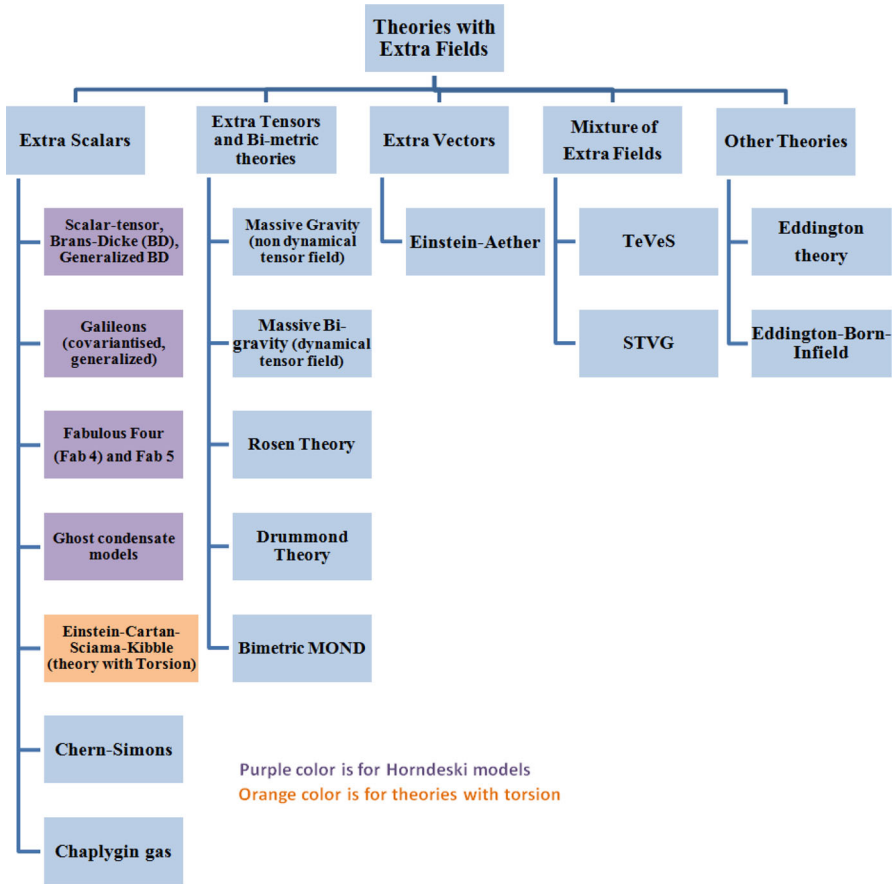 Theories with
Extra Fields
Extra Scalars
Extra Tensors
and Bi-metric
theories
Extra Vectors
Mixture of
Extra Fields
Other Theories
Scalar-tensor,
Brans-Dicke (BD),
Generalized BD
Galileons
(covariantised,
generalized)
Fabulous Four
(Fab 4) and Fab 5
Ghost condensate
models
Einstein-Cartan-
Sciama-Kibble
(theory with Torsion)
Chern-Simons
Chaplygin gas
Massive Gravity
(non dynamical
tensor field)
Massive Bi-
gravity (dynamical
tensor field)
Rosen Theory
Drummond
Theory
Bimetric MOND
Einstein-Aether
TeVeS
STVG
Eddington
theory
Eddington-Born-
Infield
Purple color is for Horndeski models
Orange color is for theories with torsion